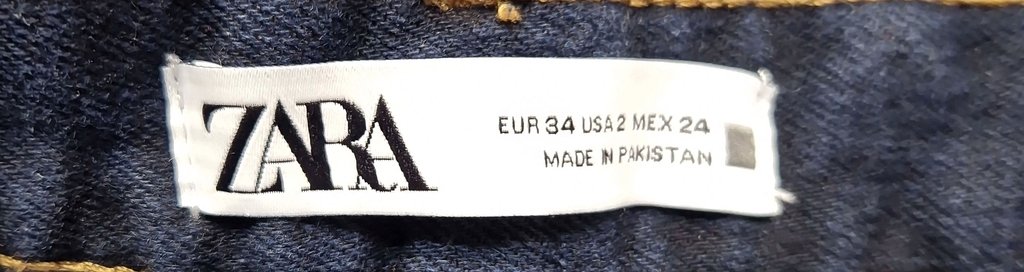 ZARA
EUR 34 USA 2 MEX 24
MADE IN PAKISTAN